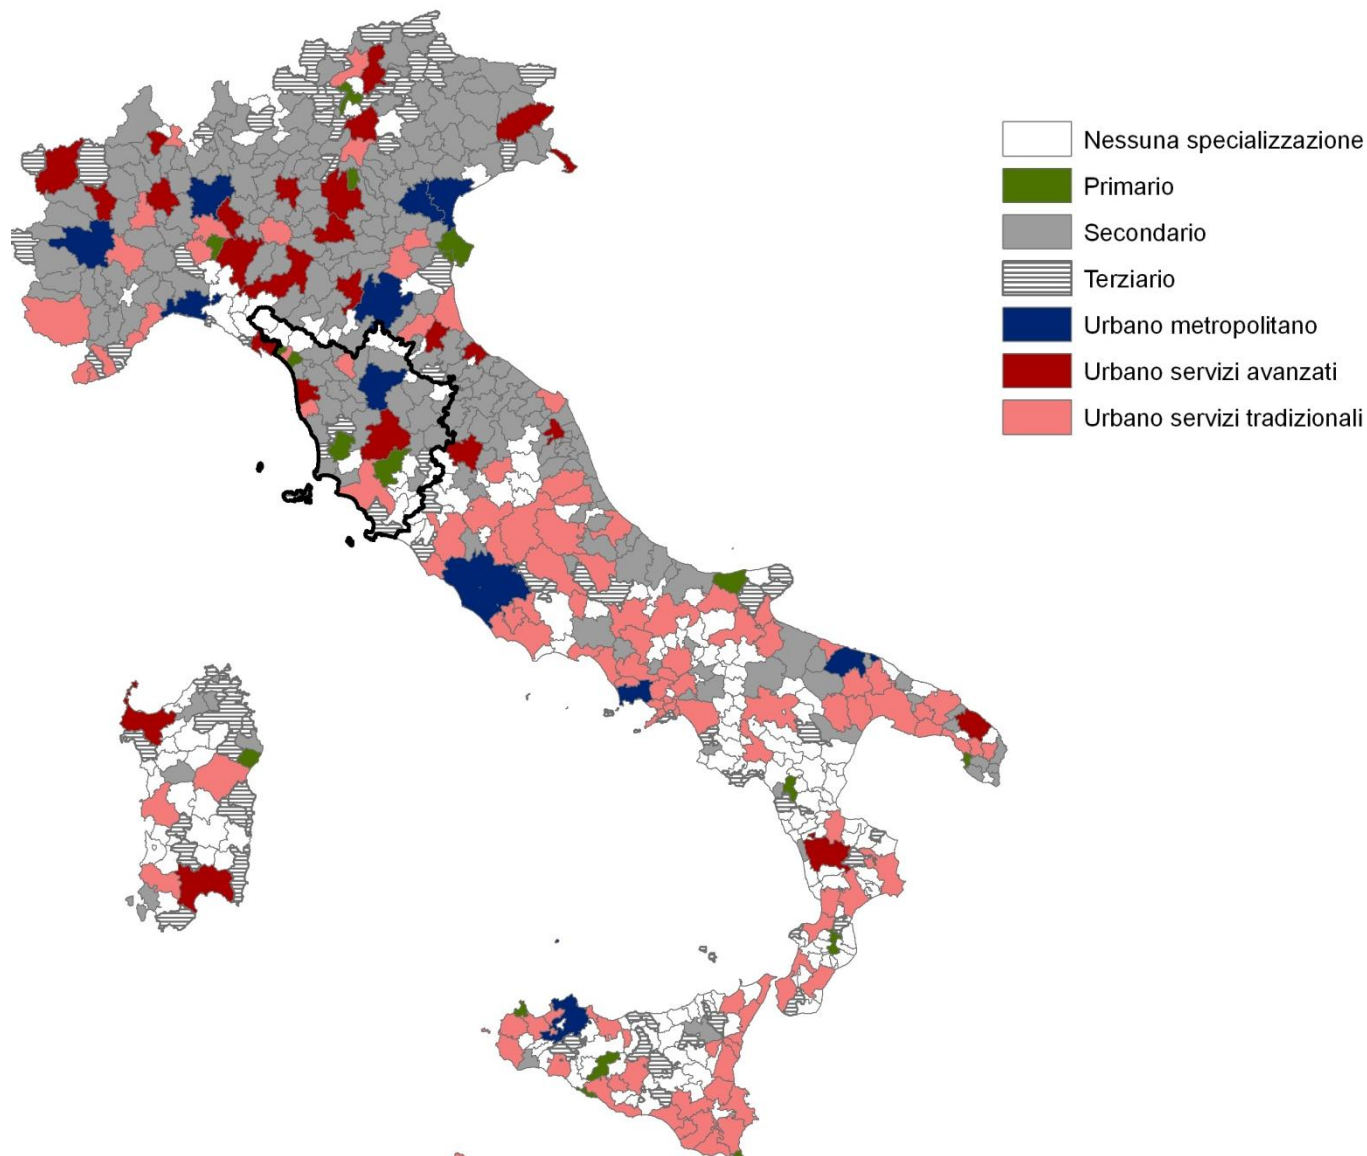 Nessuna specializzazione
Primario
Secondario
Terziario
Urbano metropolitano
Urbano servizi avanzati
Urbano servizi tradizionali